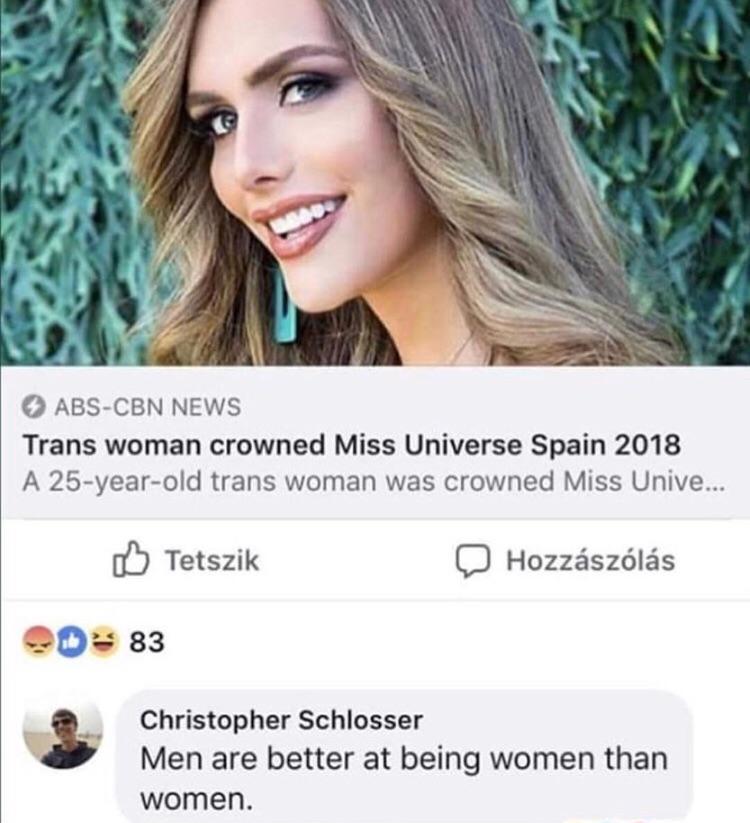 ABS-CBN NEWS
Trans woman crowned Miss Universe Spain 2018
A 25-year-old trans woman was crowned Miss Unive...
Tetszik
Hozzászólás
83
Christopher Schlosser
Men are better at being women than
women.